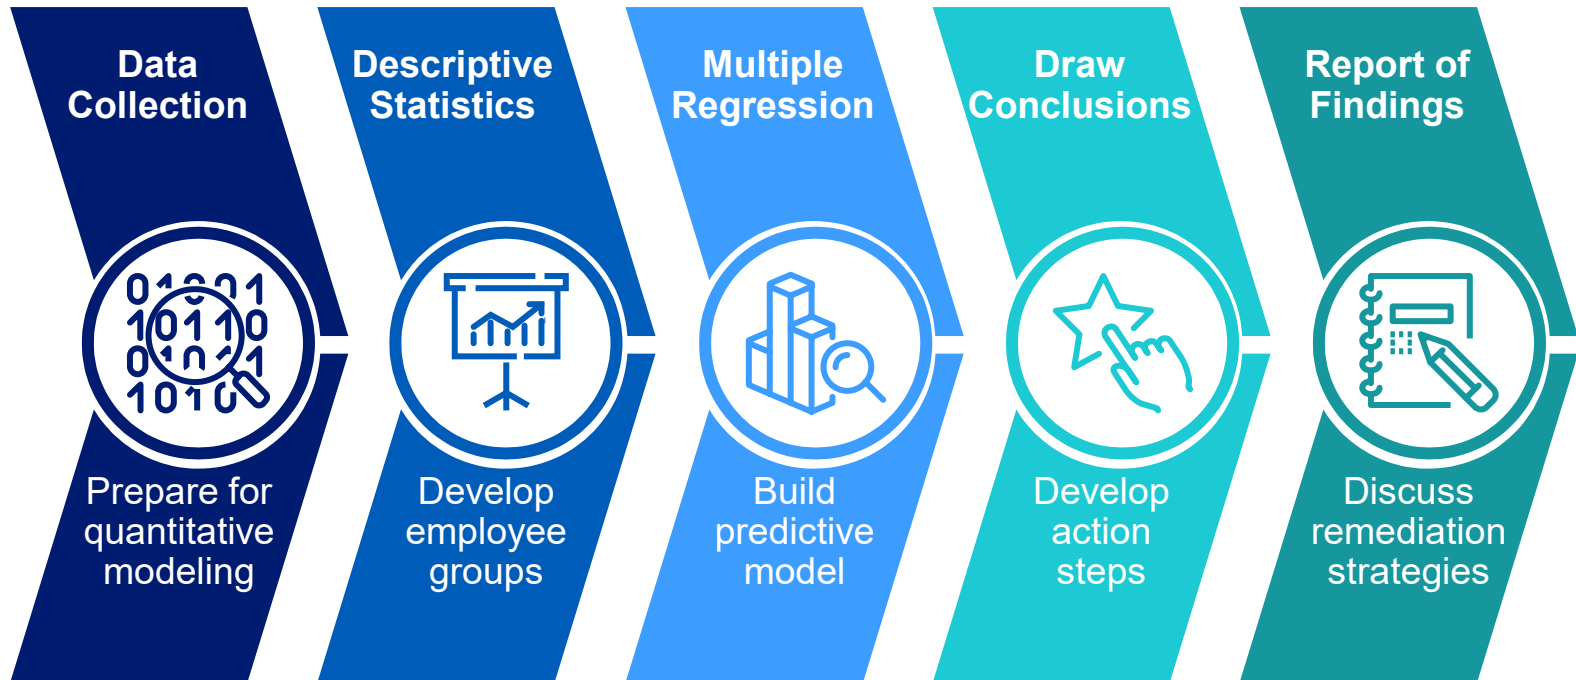 Data
Collection
Prepare for
quantitative
modeling
Descriptive
Statistics
Develop
employee
groups
Multiple
Regression
Build
predictive
model
Draw
Conclusions
Develop
action
steps
Report of
Findings
Discuss
remediation
strategies